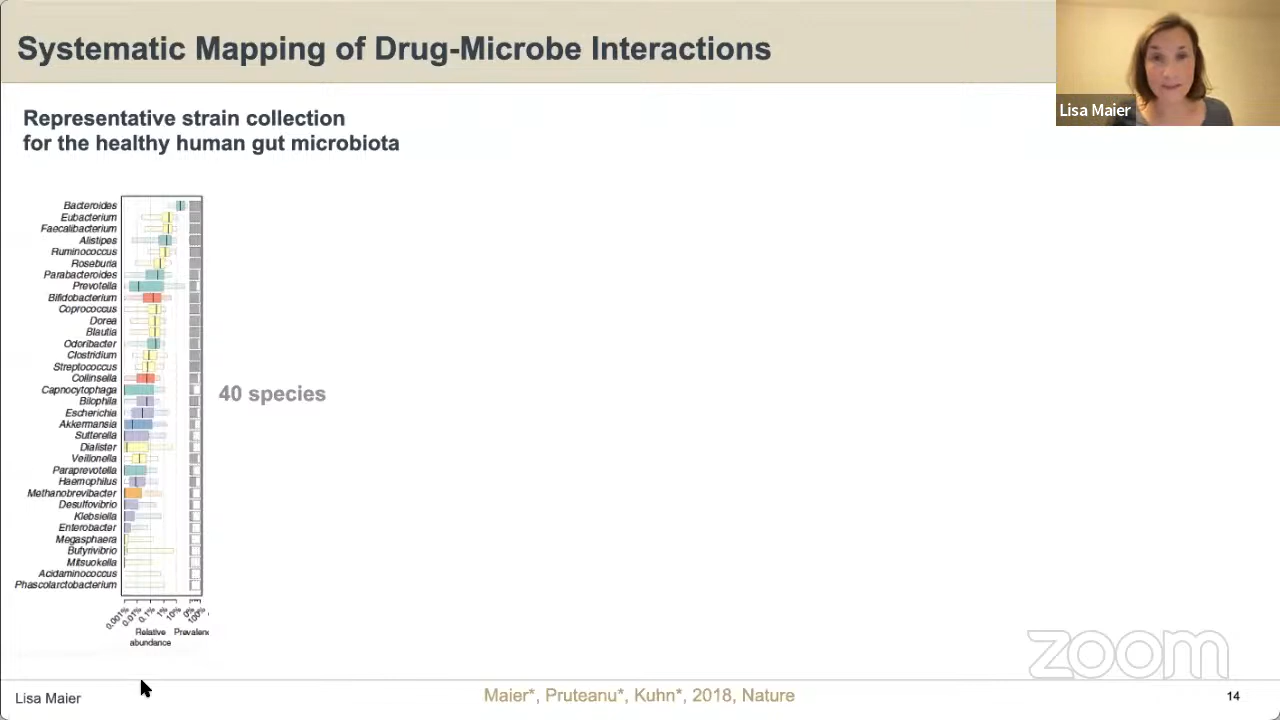 Systematic Mapping of Drug-Microbe Interactions
Lisa Maier
Representative strain collection
for the healthy human gut microbiota
Bacteroides
Eubacterium
Faecalibacterium
Alistipes
Ruminococcus
Roseburia
Parabacteroides
Prevotella
Bifidobacterium
Coprococcus
Dorea
Blautia
Odoribacter
Clostridium
Streptococcus
Collinsella
Capnocytophaga
40 species
Bilophila
Escherichia
Akkermansia
Sutterella
Dialister
Veillonella
Paraprevotella
Haemophilus
Methanobrevibacter
Desulfovibrio
Klebsiella
Enterobacter
Megasphaera
Butyrivibrio
Mitsuokella
Acidaminococcus
Phascolarctobacterium
0.001% 0.01% 0.1% 1% 10% 0% 100%
Relative Prevalenc
abundance
zoom
Lisa Maier
Maier*, Pruteanu*, Kuhn*, 2018, Nature
14